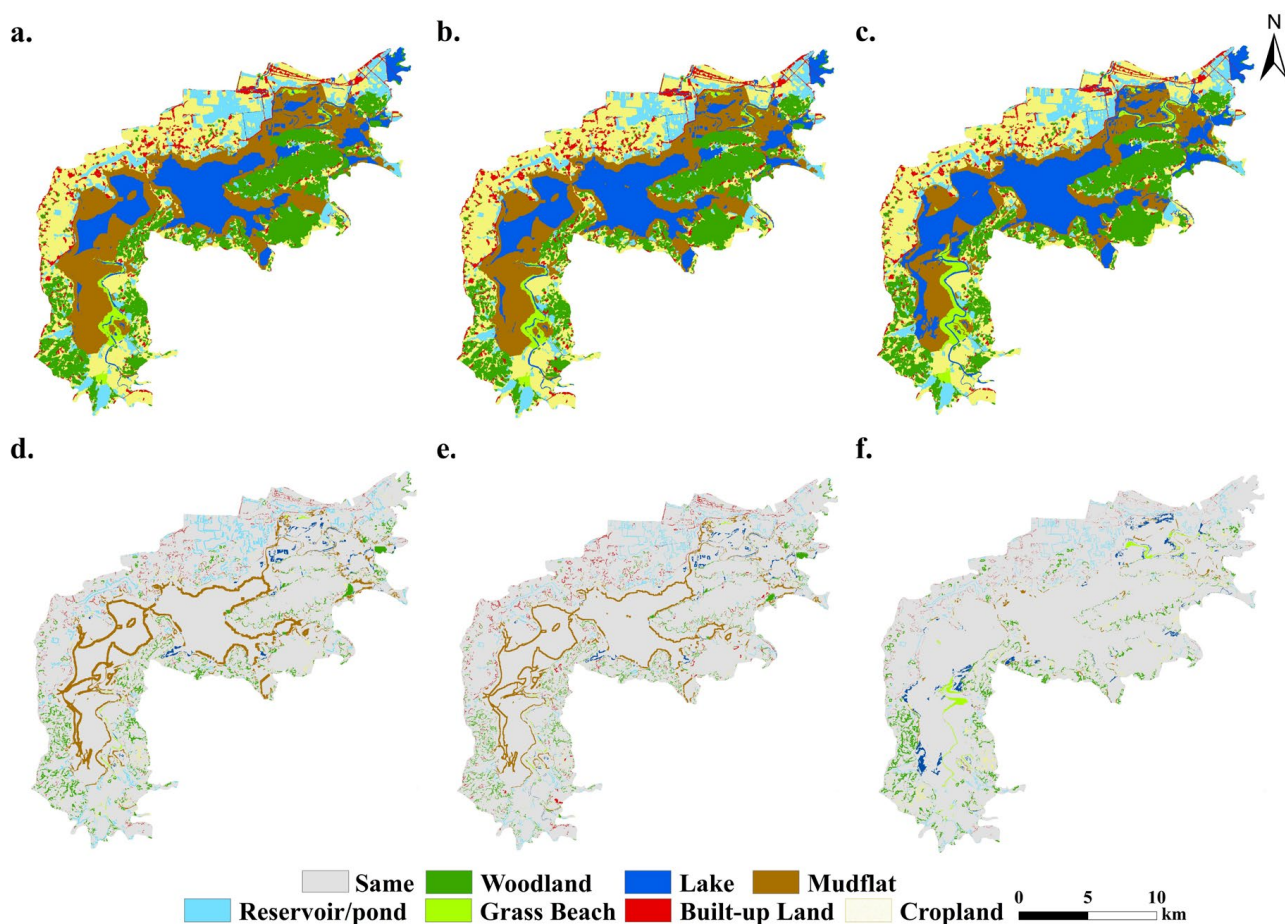 a.
b.
c.
N
d.
e.
f.
Same
Woodland
Lake
Mudflat
0 5 10
Reservoir/pond
Grass Beach
Built-up Land
Cropland
km